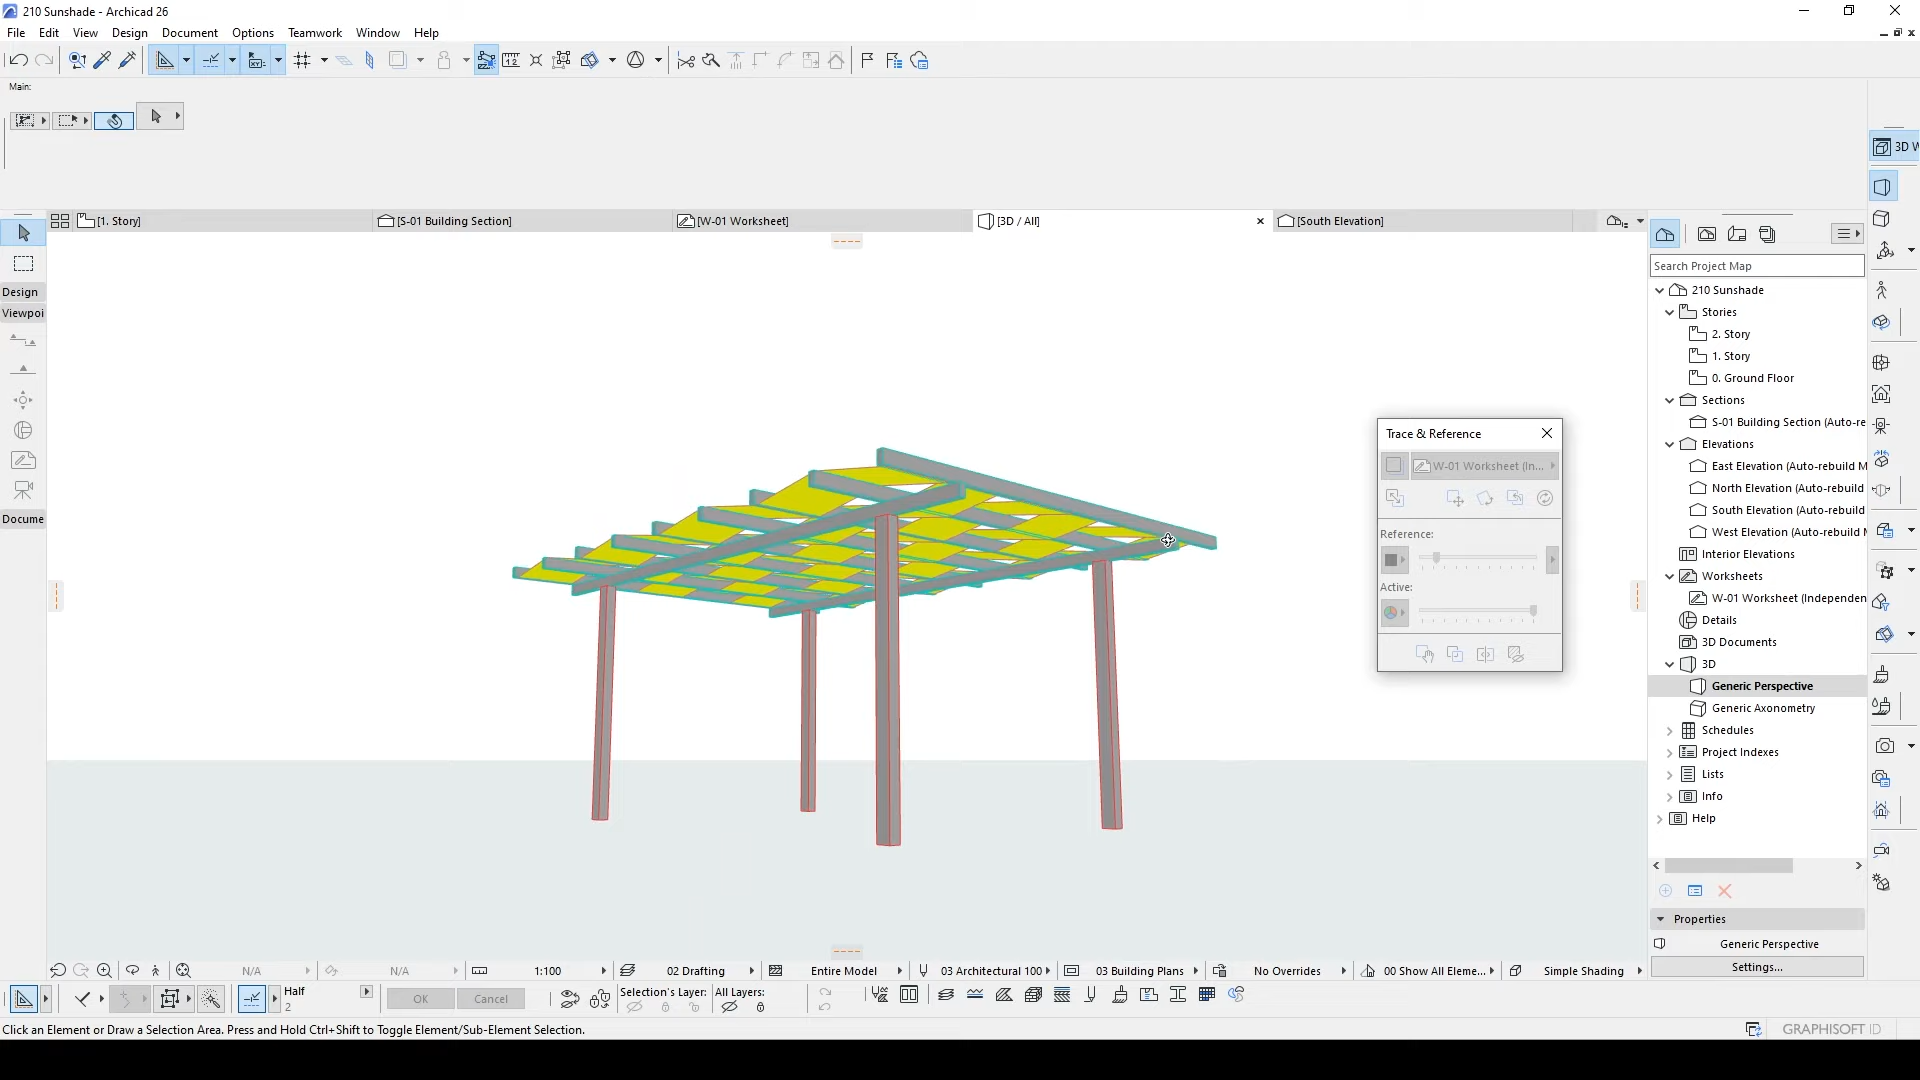 210 Sunshade - Archicad 26
File Edit View Design Document Options Teamwork Window Help
Main:
3D
[1. Story]
[S-01 Building Section]
[W-01 Worksheet]
[3D / All]
[South Elevation]
Design
Viewpoi
Docume
Search Project Map
210 Sunshade
Stories
2. Story
1. Story
0. Ground Floor
Sections
S-01 Building Section (Auto-re
Elevations
East Elevation (Auto-rebuild M
North Elevation (Auto-rebuild
South Elevation (Auto-rebuild
West Elevation (Auto-rebuild M
Interior Elevations
Worksheets
W-01 Worksheet (Independen
Details
3D Documents
3D
Generic Perspective
Generic Axonometry
Schedules
Project Indexes
Lists
Info
Help
Properties
Generic Perspective
Settings...
Trace & Reference
W-01 Worksheet (In...
Reference:
Active:
N/A
N/A
1:100
02 Drafting
Entire Model
03 Architectural 100
03 Building Plans
No Overrides
00 Show All Eleme...
Simple Shading
Half
2
OK
Cancel
Selection's Layer:
All Layers:
Click an Element or Draw a Selection Area. Press and Hold Ctrl+Shift to Toggle Element/Sub-Element Selection.
GRAPHISOFT ID